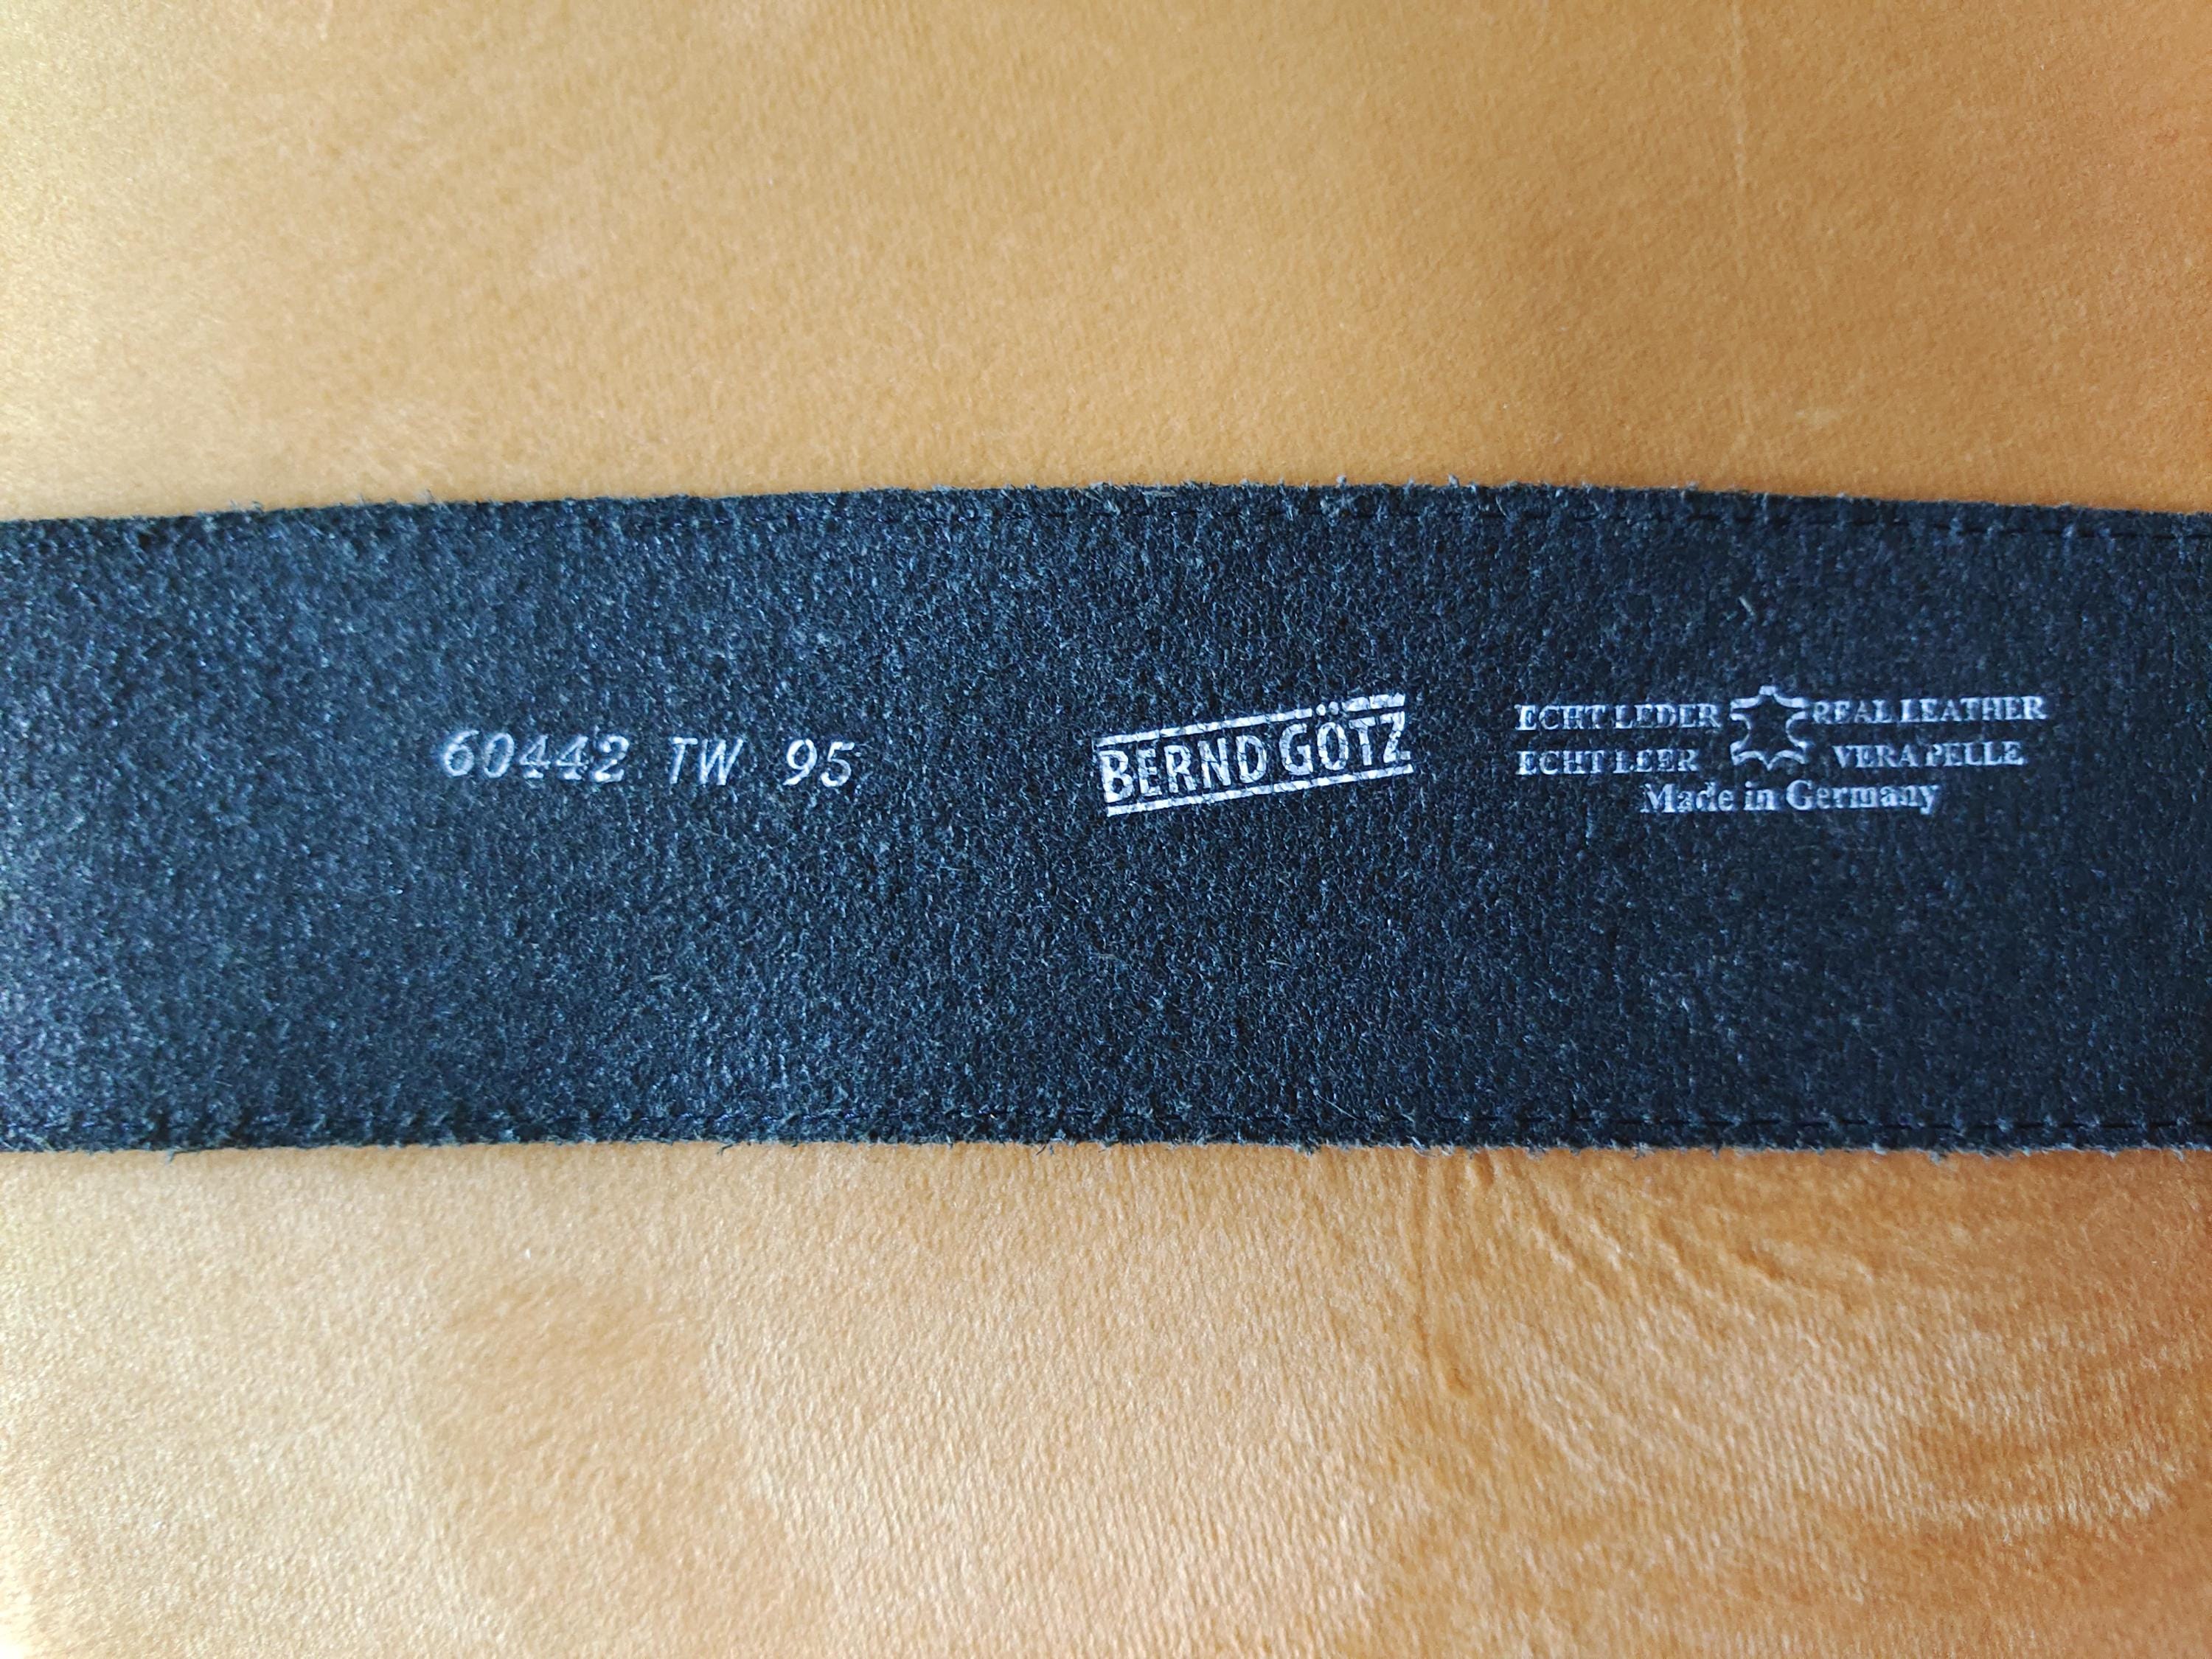 60442 TW 95
BERND GÖTZ
ECHT LEDER REAL LEATHER
ECHT LEER VERA PELLE
Made in Germany